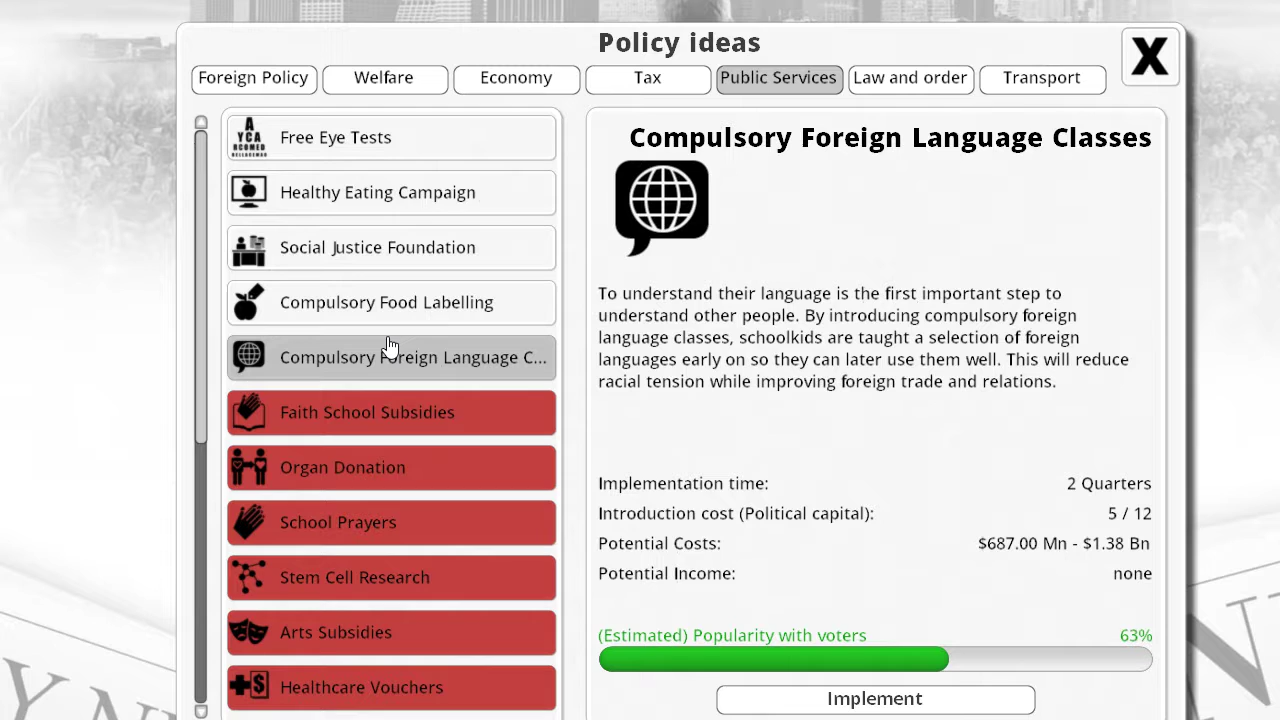 Policy ideas
X
Foreign Policy
Welfare
Economy
Tax
Public Services
Law and order
Transport
A
YCA
Free Eye Tests
Healthy Eating Campaign
Social Justice Foundation
Compulsory Food Labelling
Compulsory Foreign Language C...
Faith School Subsidies
Organ Donation
School Prayers
Stem Cell Research
Arts Subsidies
Healthcare Vouchers
Compulsory Foreign Language Classes
To understand their language is the first important step to
understand other people. By introducing compulsory foreign
language classes, schoolkids are taught a selection of foreign
languages early on so they can later use them well. This will reduce
racial tension while improving foreign trade and relations.
Implementation time: 2 Quarters
Introduction cost (Political capital): 5 / 12
Potential Costs: $687.00 Mn - $1.38 Bn
Potential Income: none
(Estimated) Popularity with voters 63%
Implement